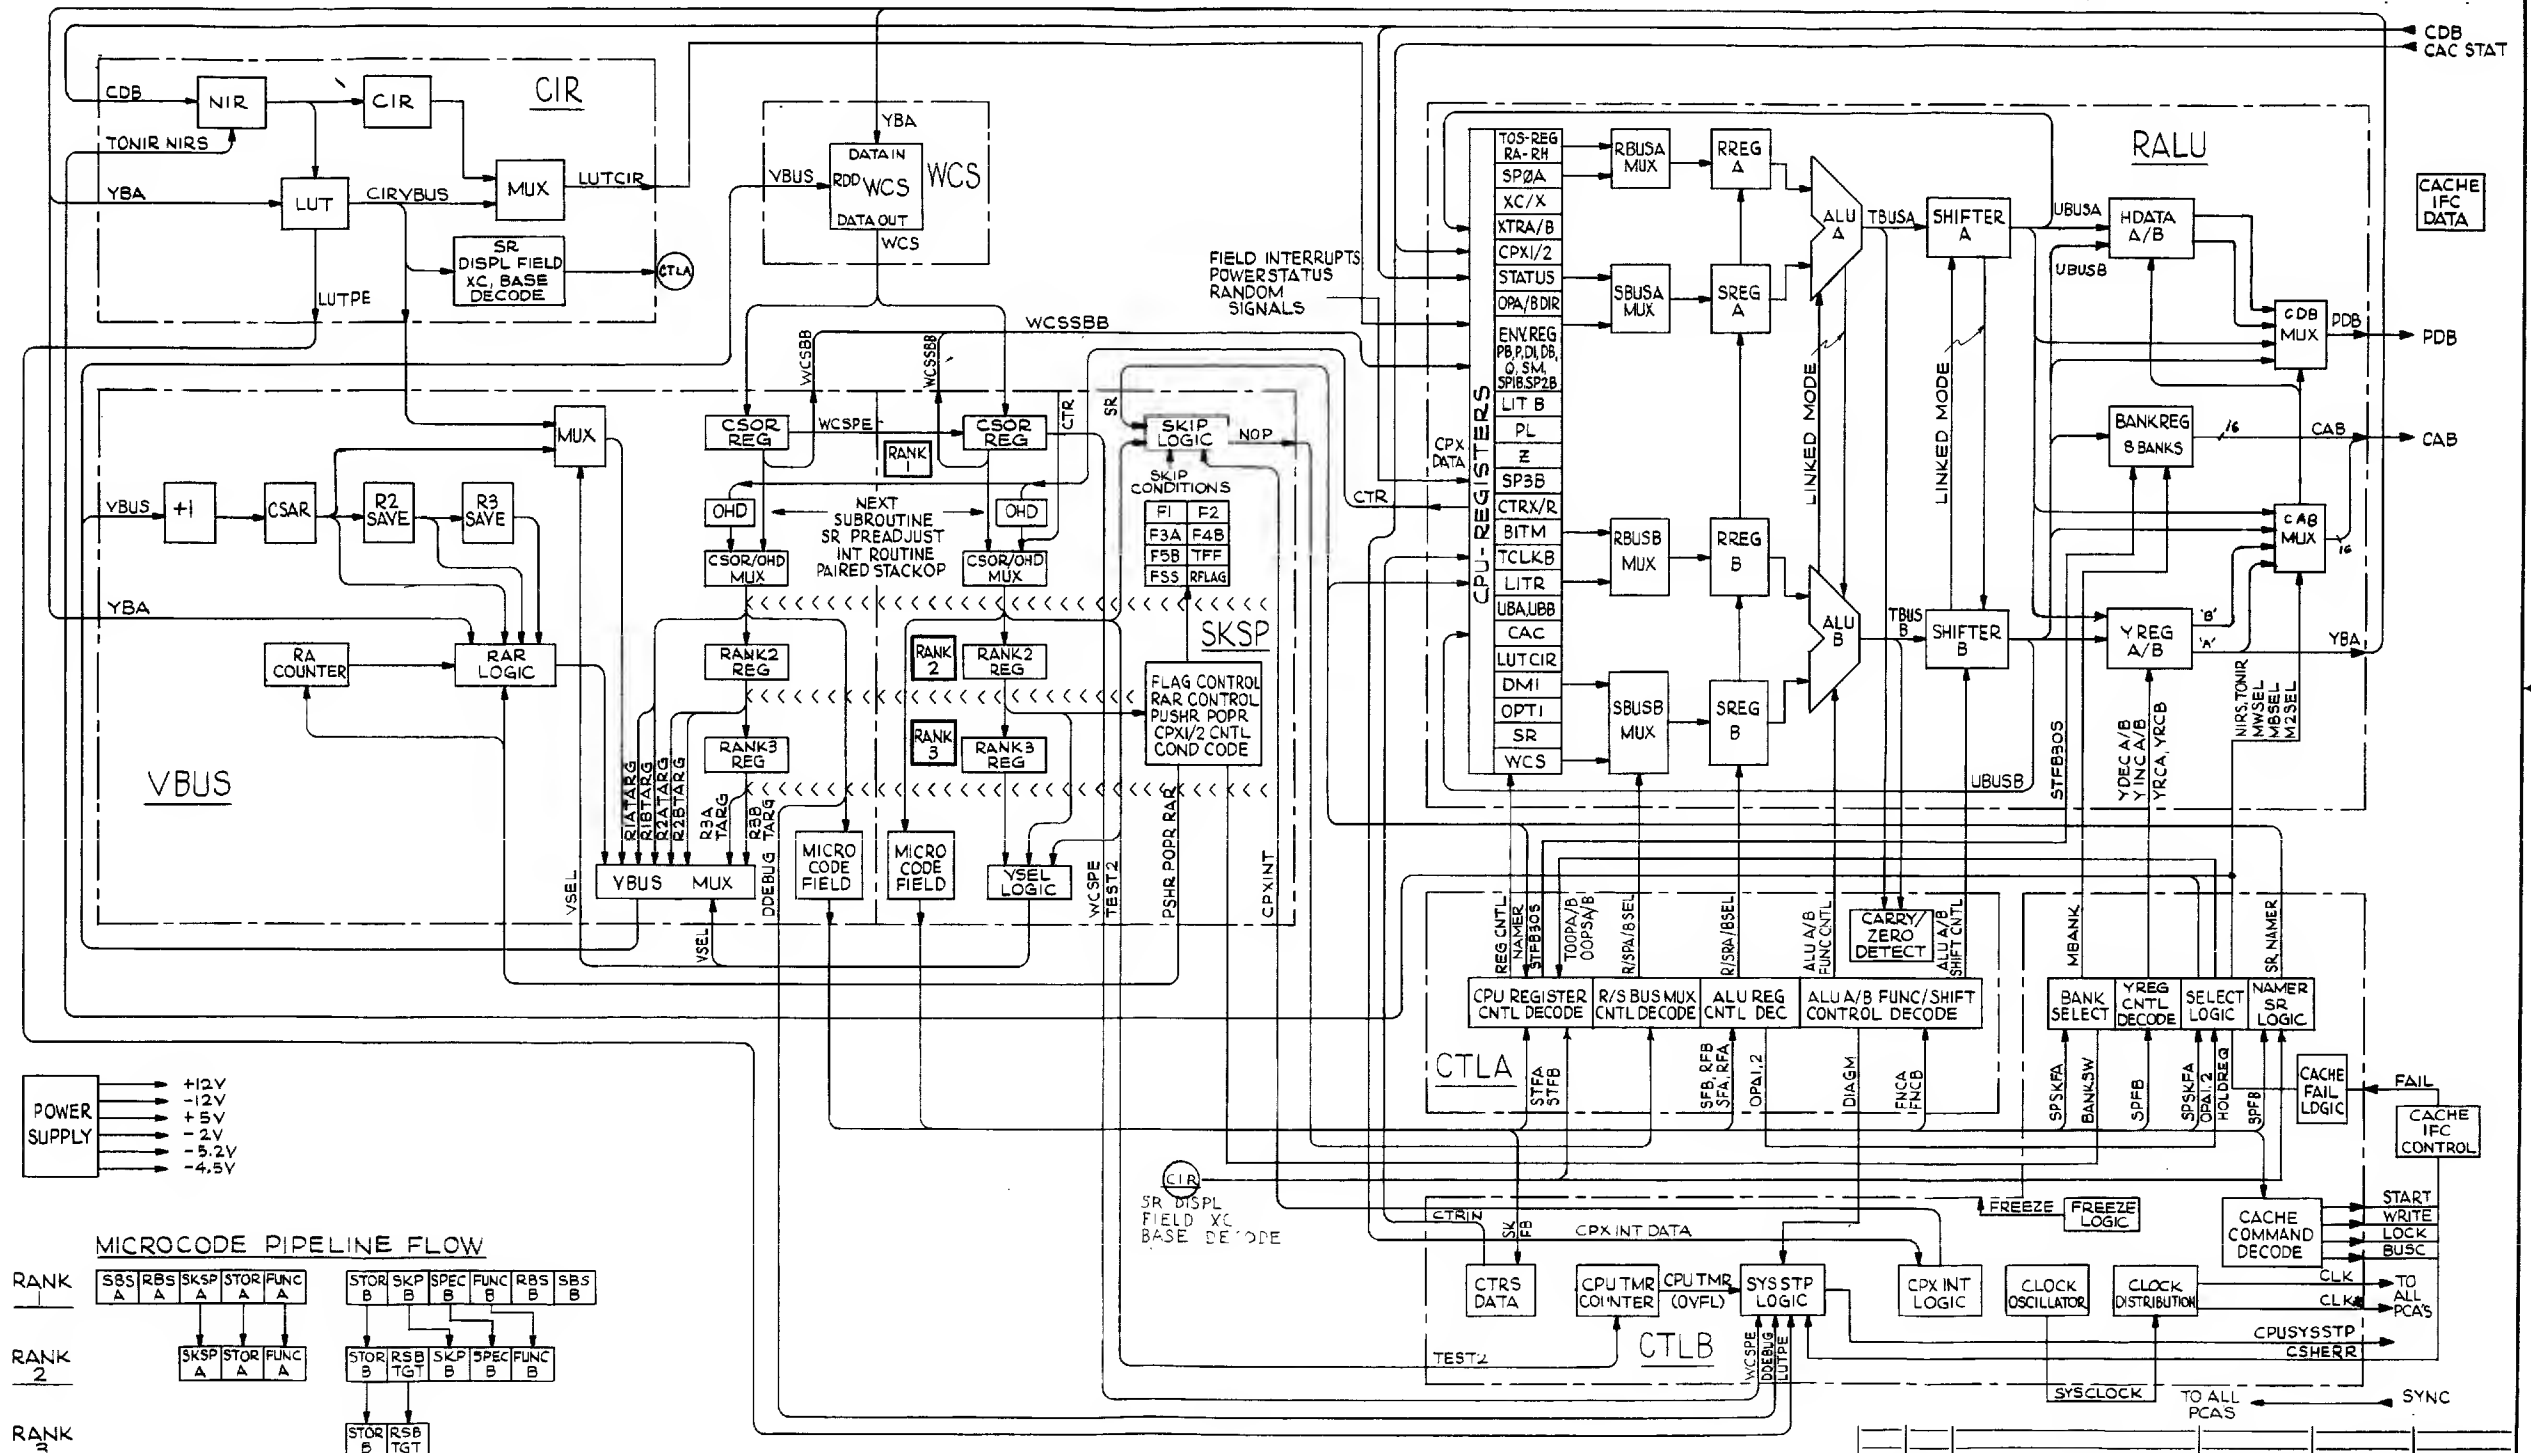 CDB
CAC STAT
CIR
CDB
NIR
CIR
TONIR NIRS
YBA
LUT
CIRVBUS
MUX
LUTCIR
SR
DISPL FIELD
XC, BASE
DECODE
CTLA
LUTPE
YBA
DATA IN
VBUS
RDD WCS
WCS
DATA OUT
WCS
FIELD INTERRUPTS
POWERSTATUS
RANDOM
SIGNALS
WCSSBB
WCSBB
WCSSBB
CTR
SR
RALU
CPU-REGISTERS
TOS-REG
RA-RH
SPØA
XC/X
XTRA/B
CPX1/2
STATUS
OPA/B DIR
ENV.REG
PB,P,DI,DB,
Q, SM,
SP1B,SP2B
LIT B
PL
Z
SP3B
CTRX/R
BITM
TCLKB
LITR
UBA,UBB
CAC
LUTCIR
DMI
OPTI
SR
WCS
CPX
DATA
CTR
RBUSA
MUX
RREG
A
SBUSA
MUX
SREG
A
ALU
A
TBUSA
SHIFTER
A
UBUSA
HDATA
A/B
UBUSB
CDB
MUX
PDB
PDB
CACHE
IFC
DATA
LINKED MODE
LINKED MODE
BANKREG
8 BANKS
16
CAB
CAB
CAB
MUX
16
RBUSB
MUX
RREG
B
SBUSB
MUX
SREG
B
ALU
B
TBUS
B
SHIFTER
B
Y REG
A/B
'B'
'A'
YBA
UBUSB
STFBBOS
YDEC A/B
YINC A/B
YRCA, YRCB
NIRS,TONIR
MWSEL
MBSEL
M2SEL
VBUS
MUX
VBUS
+1
CSAR
R2
SAVE
R3
SAVE
YBA
RA
COUNTER
RAR
LOGIC
CSOR
REG
WCSPE
CSOR
REG
RANK
1
OHD
NEXT
SUBROUTINE
SR PREADJUST
INT ROUTINE
PAIRED STACKOP
OHD
CSOR/OHD
MUX
CSOR/OHD
MUX
SKIP
LOGIC
NOP
SKIP
CONDITIONS
F1 F2
F3A F4B
F5B TFF
FSS RFLAG
SKSP
RANK2
REG
RANK
2
RANK2
REG
FLAG CONTROL
RAR CONTROL
PUSHR POPR
CPX1/2 CNTL
COND CODE
RANK3
REG
RANK
3
RANK3
REG
R1ATARG
R1BTARG
R2ATARG
R2BTARG
R3A
TARG
R3B
TARG
DDEBUG
VBUS MUX
MICRO
CODE
FIELD
MICRO
CODE
FIELD
YSEL
LOGIC
WCSPE
TEST2
PSHR POPR RAR
CPXINT
VSEL
VSEL
REG CNTL
NAMER
STFBBOS
TOOPA/B
OOPSA/B
R/SPA/BSEL
R/SRA/BSEL
ALU A/B
FUNC CNTL
CARRY/
ZERO
DETECT
ALU A/B
SHIFT CNTL
MBANK
SR, NAMER
CPU REGISTER
CNTL DECODE
R/S BUS MUX
CNTL DECODE
ALU REG
CNTL DEC
ALU A/B FUNC/SHIFT
CONTROL DECODE
BANK
SELECT
YREG
CNTL
DECODE
SELECT
LOGIC
NAMER
SR
LOGIC
CTLA
STFA
STFB
SFB, RFB
SFA, RFA
OPA1,2
DIAGM
FNCA
FNCB
SPSKFA
BANKSW
SPFB
SPSKFA
OPA1,2
HOLDREQ
SPFB
CACHE
FAIL
LOGIC
FAIL
CACHE
IFC
CONTROL
POWER
SUPPLY
+12V
-12V
+5V
-2V
-5.2V
-4.5V
CIR
SR DISPL
FIELD XC
BASE DECODE
CTRIN
SK
FB
CPX INT DATA
FREEZE
FREEZE
LOGIC
CACHE
COMMAND
DECODE
START
WRITE
LOCK
BUSC
CTRS
DATA
CPU TMR
COUNTER
CPU TMR
(OVFL)
SYS STP
LOGIC
CPX INT
LOGIC
CLOCK
OSCILLATOR
CLOCK
DISTRIBUTION
CLK
CLK
TO
ALL
PCA'S
CTLB
TEST2
WCSPE
DDEBUG
LUTPE
CPUSYSSTP
CSHERR
SYSCLOCK
TO ALL
PCAS
SYNC
MICROCODE PIPELINE FLOW
RANK
1
SBS A RBS A SKSP A STOR A FUNC A
STOR B SKP B SPEC B FUNC B RBS B SBS B
RANK
2
SKSP A STOR A FUNC A
STOR B RSB TGT SKP B SPEC B FUNC B
RANK
3
STOR B RSB TGT